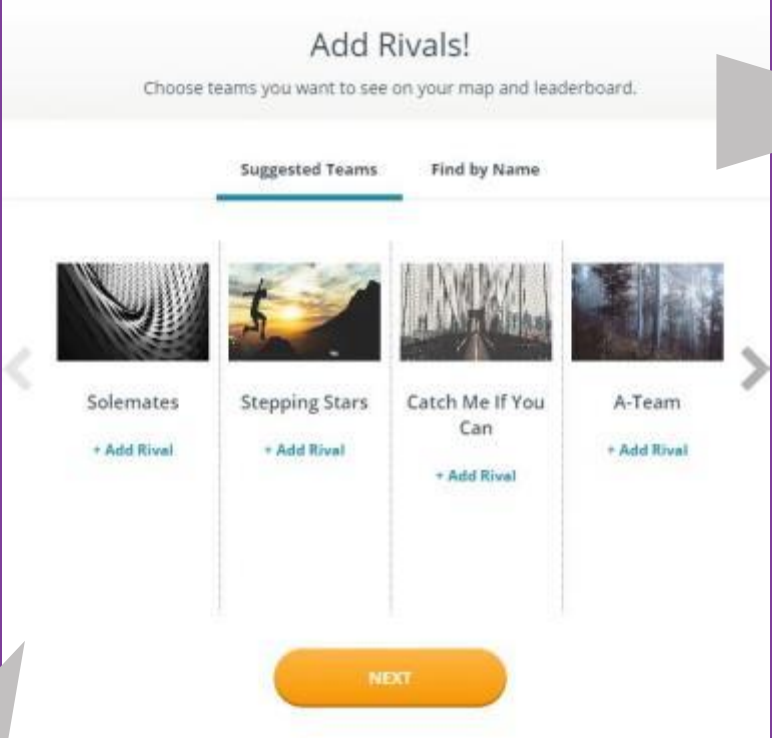 Add Rivals!
Choose teams you want to see on your map and leaderboard.
Suggested Teams
Find by Name
Solemates
+ Add Rival
Stepping Stars
+ Add Rival
Catch Me If You
Can
+ Add Rival
A-Team
+ Add Rival
NEXT